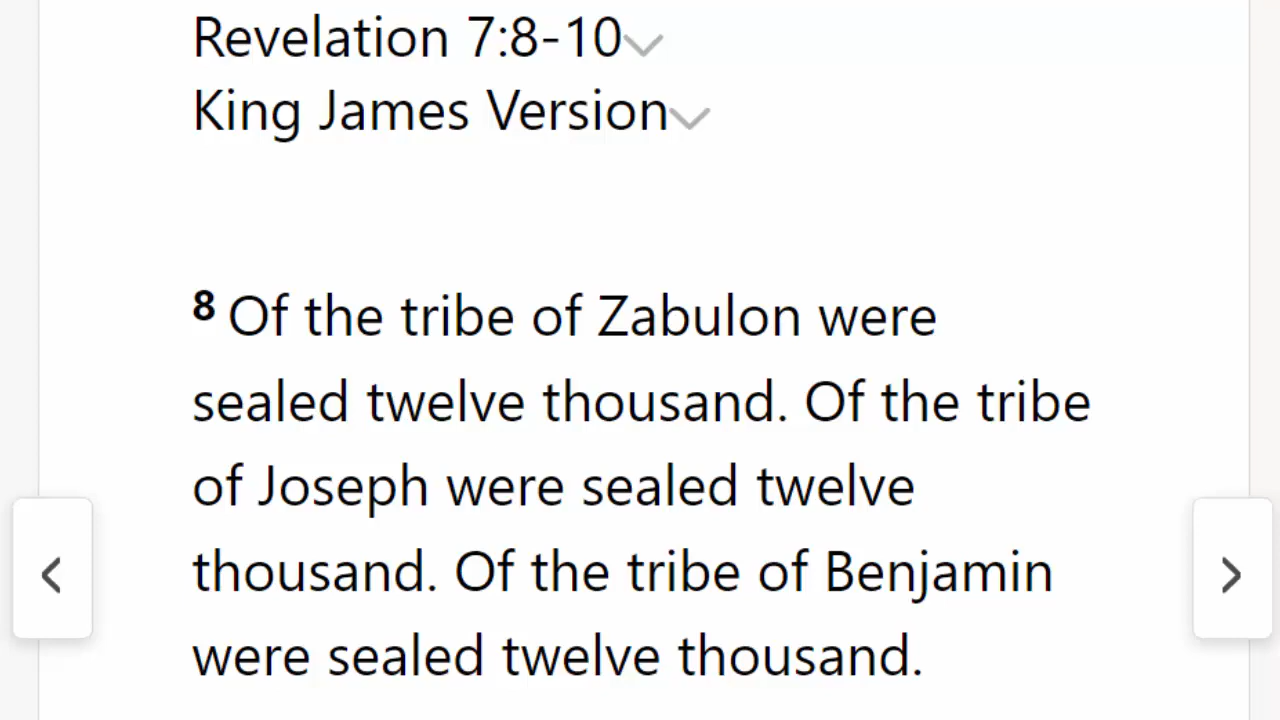 Revelation 7:8-10
King James Version
8 Of the tribe of Zabulon were
sealed twelve thousand. Of the tribe
of Joseph were sealed twelve
thousand. Of the tribe of Benjamin
were sealed twelve thousand.